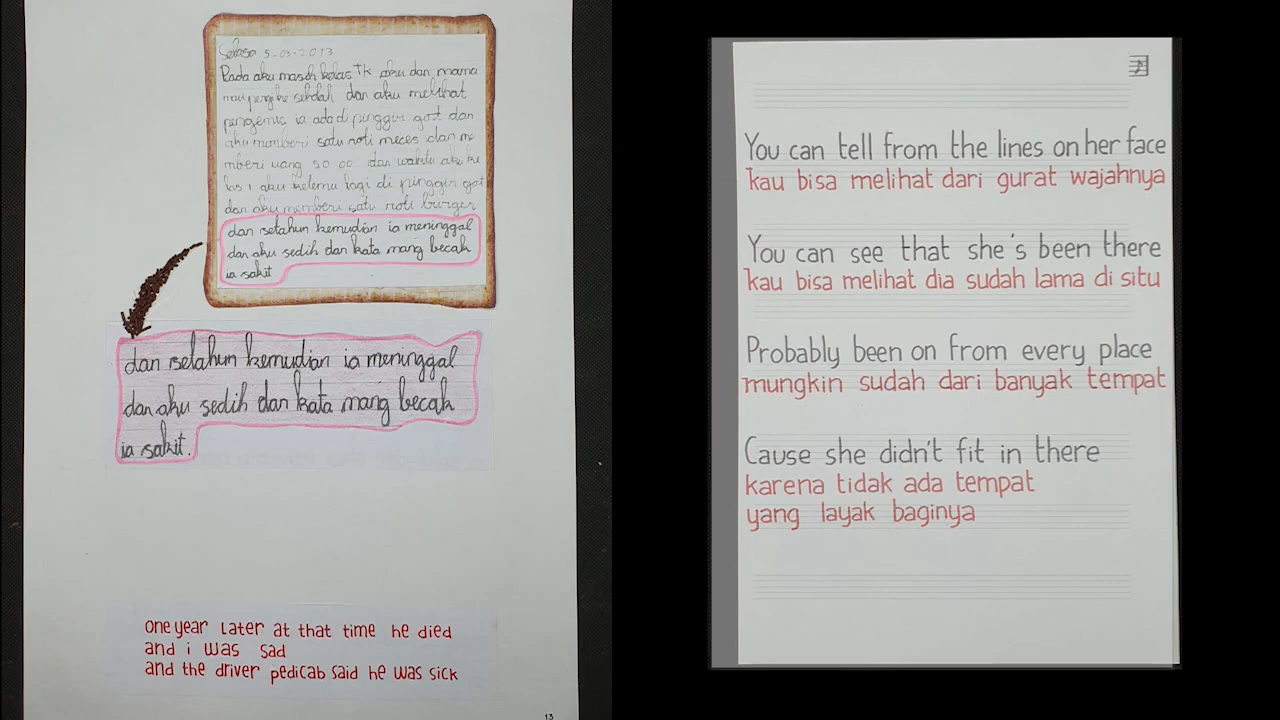 Selasa 5-03-2013
Pada aku masih kelas TK aku dan mama
mau pergi ke sekolah dan aku melihat
pengemis ia ada di pinggir got dan
aku memberi satu roti meces dan me
mberi uang 50 00 dan waktu aku ke
las 1 aku ketemu lagi di pinggir got
dan aku memberi satu roti burger
dan setahun kemudian ia meninggal
dan aku sedih dan kata mang becak
ia sakit
dan setahun kemudian ia meninggal
dan aku sedih dan kata mang becak
ia sakit.
one year later at that time he died
and i was sad
and the driver pedicab said he was sick
13
You can tell from the lines on her face
kau bisa melihat dari gurat wajahnya
You can see that she's been there
kau bisa melihat dia sudah lama di situ
Probably been on from every place
mungkin sudah dari banyak tempat
Cause she didn't fit in there
karena tidak ada tempat
yang layak baginya